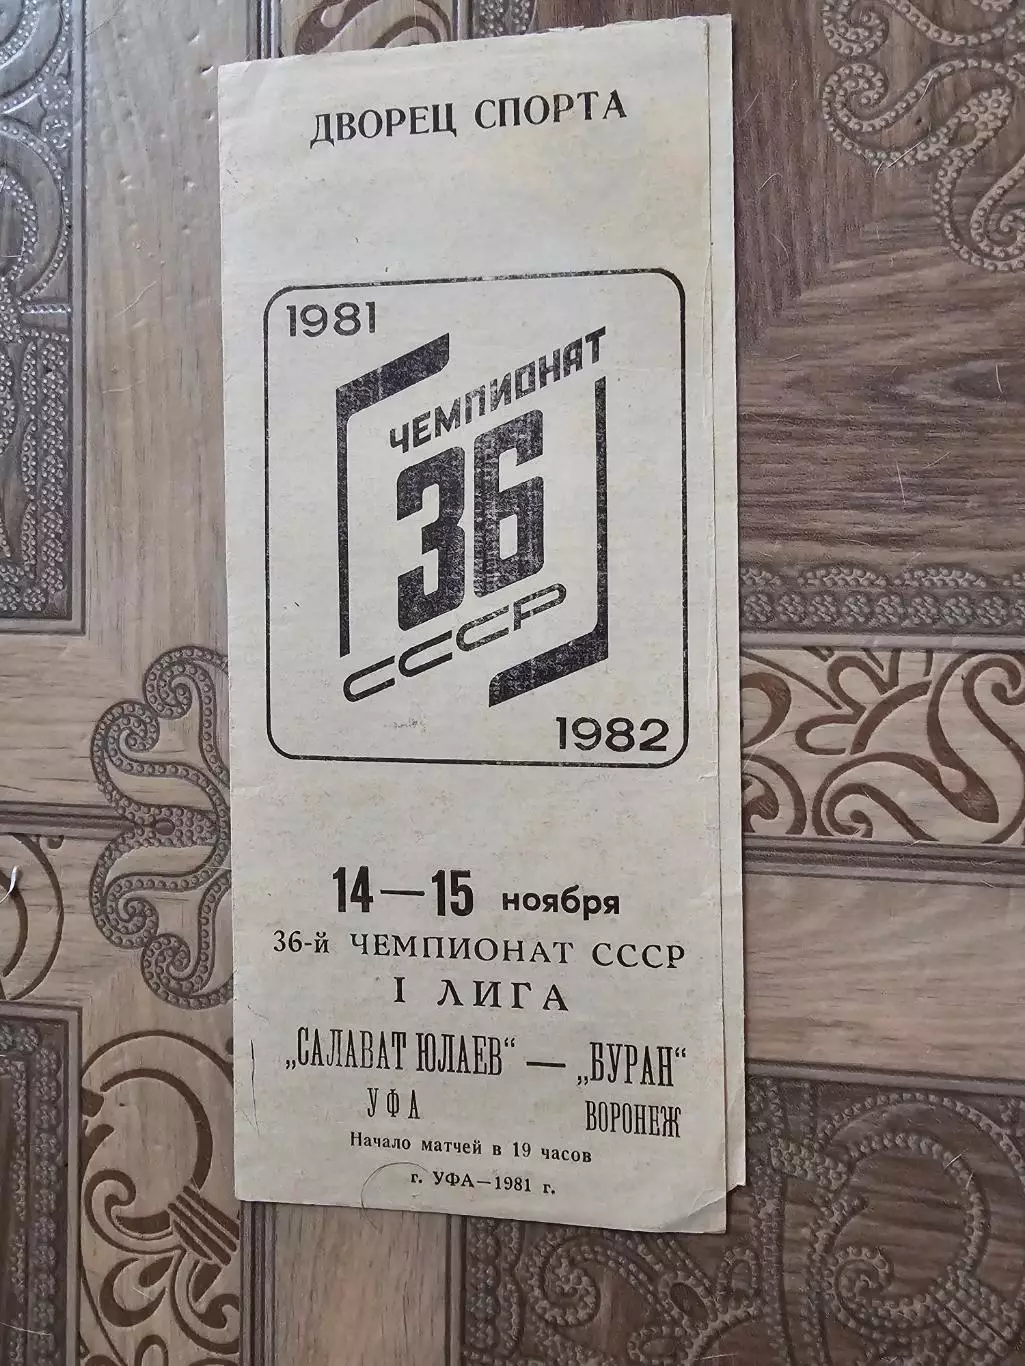 ДВОРЕЦ СПОРТА
1981
ЧЕМПИОНАТ
36
СССР
1982
14—15 ноября
36-й ЧЕМПИОНАТ СССР
I ЛИГА
„САЛАВАТ ЮЛАЕВ“ — „БУРАН“
УФА ВОРОНЕЖ
Начало матчей в 19 часов
г. УФА—1981 г.